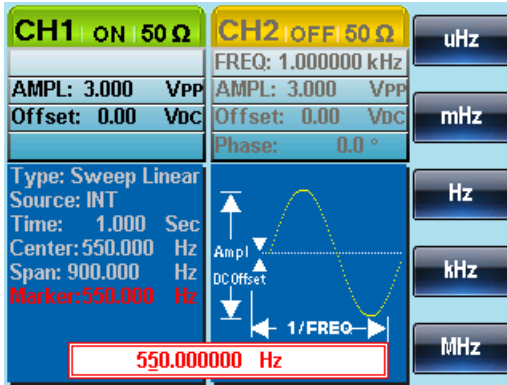 CH1 ON 50 Ω
AMPL: 3.000 VPP
Offset: 0.00 VDC
CH2 OFF 50 Ω
FREQ: 1.000000 kHz
AMPL: 3.000 VPP
Offset: 0.00 VDC
Phase: 0.0 °
Type: Sweep Linear
Source: INT
Time: 1.000 Sec
Center: 550.000 Hz
Span: 900.000 Hz
Marker: 550.000 Hz
Ampl
DC Offset
1/FREQ
550.000000 Hz
uHz
mHz
Hz
kHz
MHz